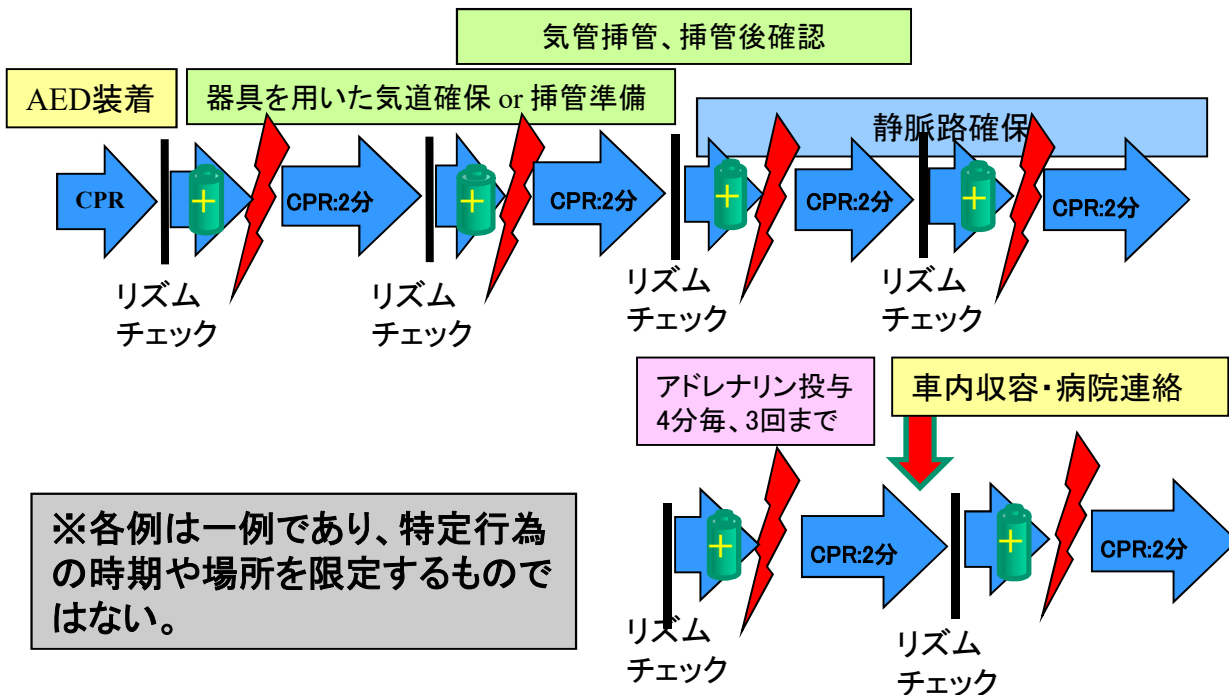 気管挿管、挿管後確認
AED装着
器具を用いた気道確保 or 挿管準備
静脈路確保
CPR
CPR:2分
CPR:2分
CPR:2分
CPR:2分
リズム
チェック
リズム
チェック
リズム
チェック
リズム
チェック
アドレナリン投与
4分毎、3回まで
車内収容・病院連絡
※各例は一例であり、特定行為
の時期や場所を限定するもので
はない。
CPR:2分
CPR:2分
リズム
チェック
リズム
チェック